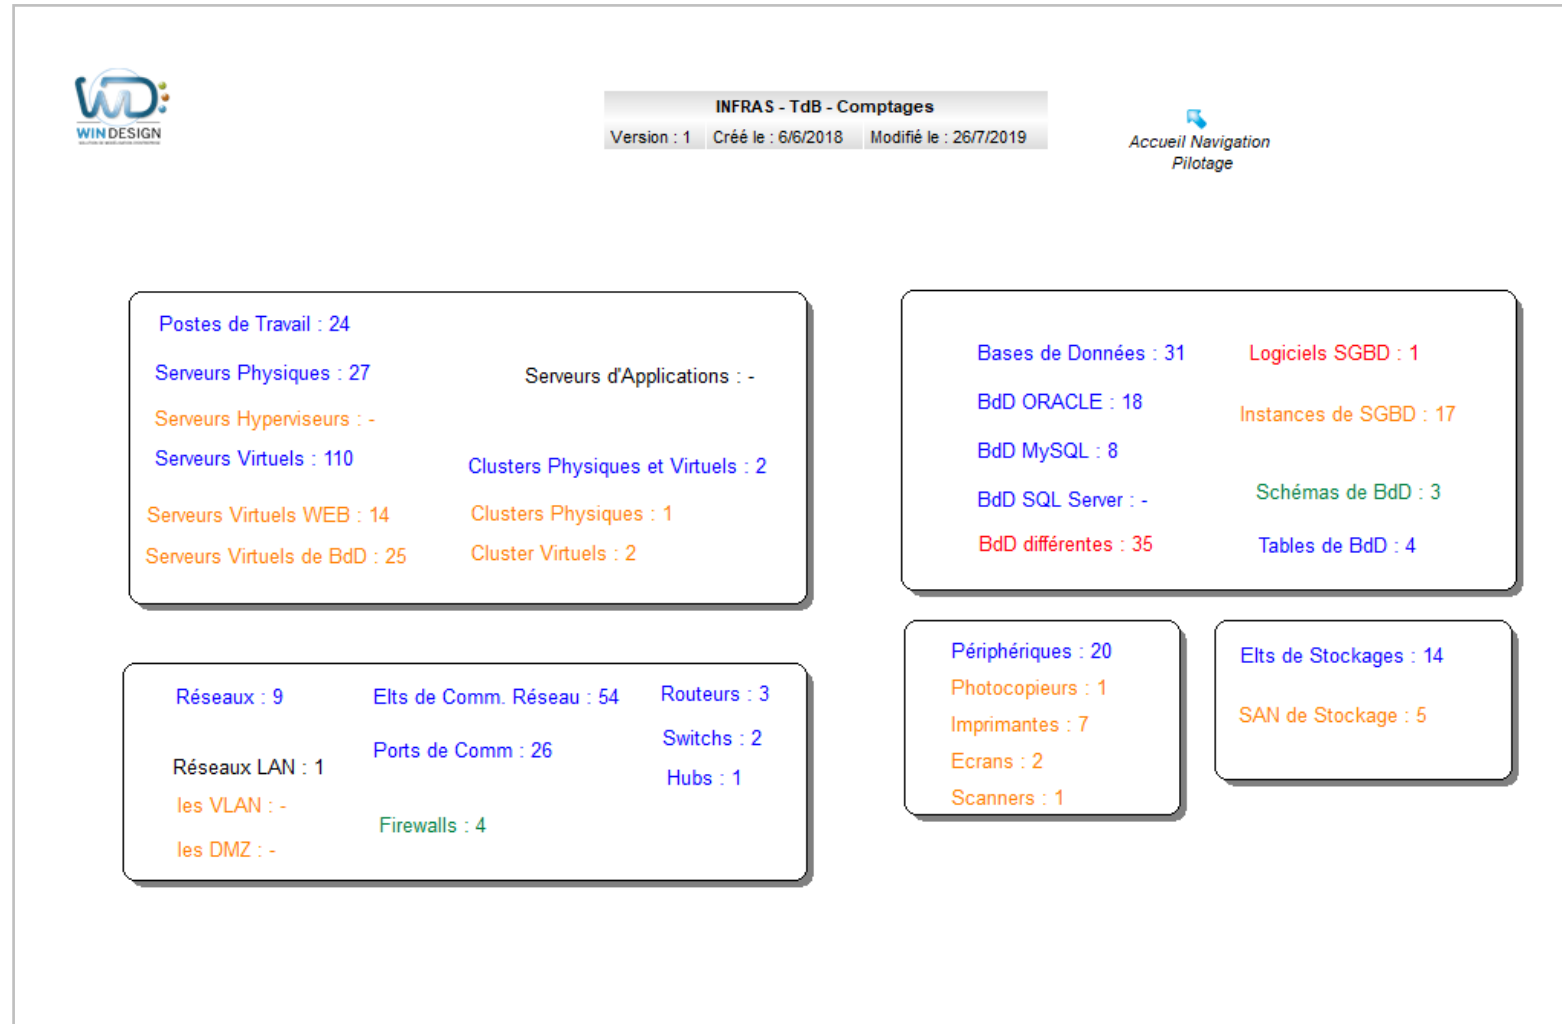 WD
WINDESIGN
INFRAS - TdB - Comptages
Version : 1 Créé le : 6/6/2018 Modifié le : 26/7/2019
Accueil Navigation
Pilotage
Postes de Travail : 24
Serveurs Physiques : 27
Serveurs d'Applications : -
Serveurs Hyperviseurs : -
Serveurs Virtuels : 110
Clusters Physiques et Virtuels : 2
Serveurs Virtuels WEB : 14
Clusters Physiques : 1
Serveurs Virtuels de BdD : 25
Cluster Virtuels : 2
Bases de Données : 31
Logiciels SGBD : 1
BdD ORACLE : 18
Instances de SGBD : 17
BdD MySQL : 8
BdD SQL Server : -
Schémas de BdD : 3
BdD différentes : 35
Tables de BdD : 4
Réseaux : 9
Elts de Comm. Réseau : 54
Routeurs : 3
Ports de Comm : 26
Switchs : 2
Réseaux LAN : 1
Hubs : 1
les VLAN : -
Firewalls : 4
les DMZ : -
Périphériques : 20
Photocopieurs : 1
Imprimantes : 7
Ecrans : 2
Scanners : 1
Elts de Stockages : 14
SAN de Stockage : 5